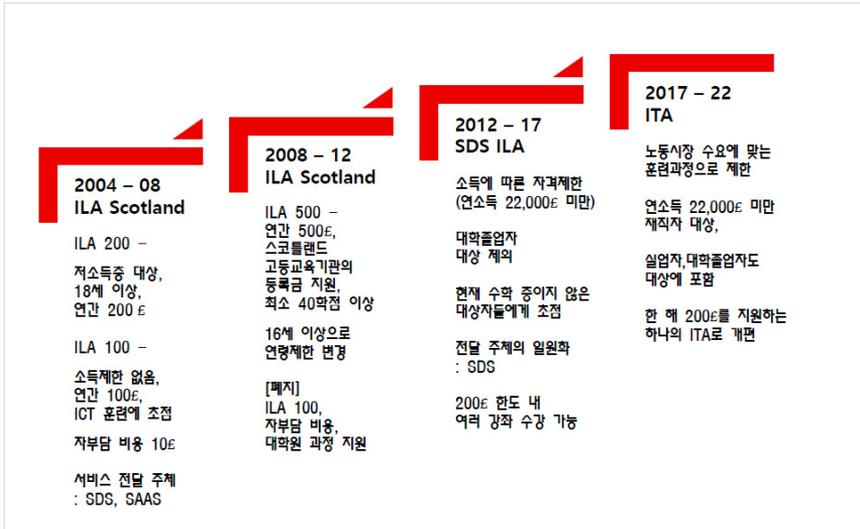 2004 – 08
ILA Scotland
ILA 200 –
저소득층 대상,
18세 이상,
연간 200 £
ILA 100 –
소득제한 없음,
연간 100£,
ICT 훈련에 초점
자부담 비용 10£
서비스 전달 주체
: SDS, SAAS
2008 – 12
ILA Scotland
ILA 500 –
연간 500£,
스코틀랜드
고등교육기관의
등록금 지원,
최소 40학점 이상
16세 이상으로
연령제한 변경
[폐지]
ILA 100,
자부담 비용,
대학원 과정 지원
2012 – 17
SDS ILA
소득에 따른 자격제한
(연소득 22,000£ 미만)
대학졸업자
대상 제외
현재 수학 중이지 않은
대상자들에게 초점
전달 주체의 일원화
: SDS
200£ 한도 내
여러 강좌 수강 가능
2017 – 22
ITA
노동시장 수요에 맞는
훈련과정으로 제한
연소득 22,000£ 미만
재직자 대상,
실업자,대학졸업자도
대상에 포함
한 해 200£를 지원하는
하나의 ITA로 개편